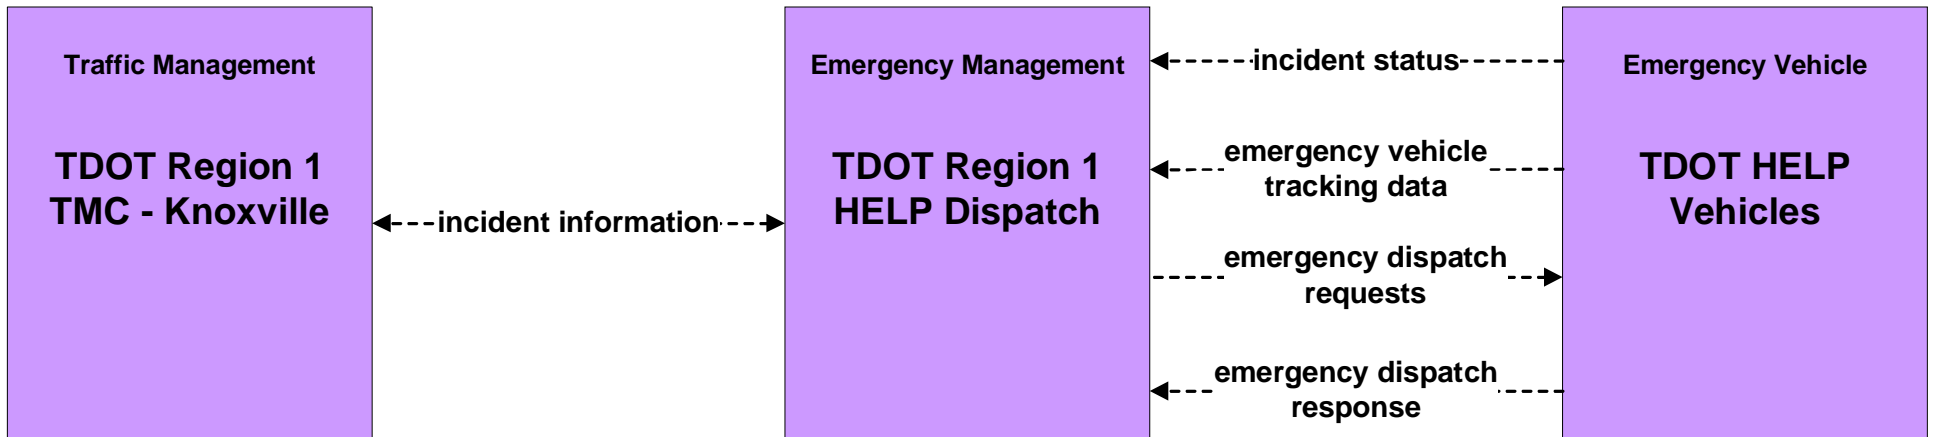 Traffic Management
TDOT Region 1
TMC - Knoxville
incident information
Emergency Management
TDOT Region 1
HELP Dispatch
incident status
emergency vehicle
tracking data
emergency dispatch
requests
emergency dispatch
response
Emergency Vehicle
TDOT HELP
Vehicles